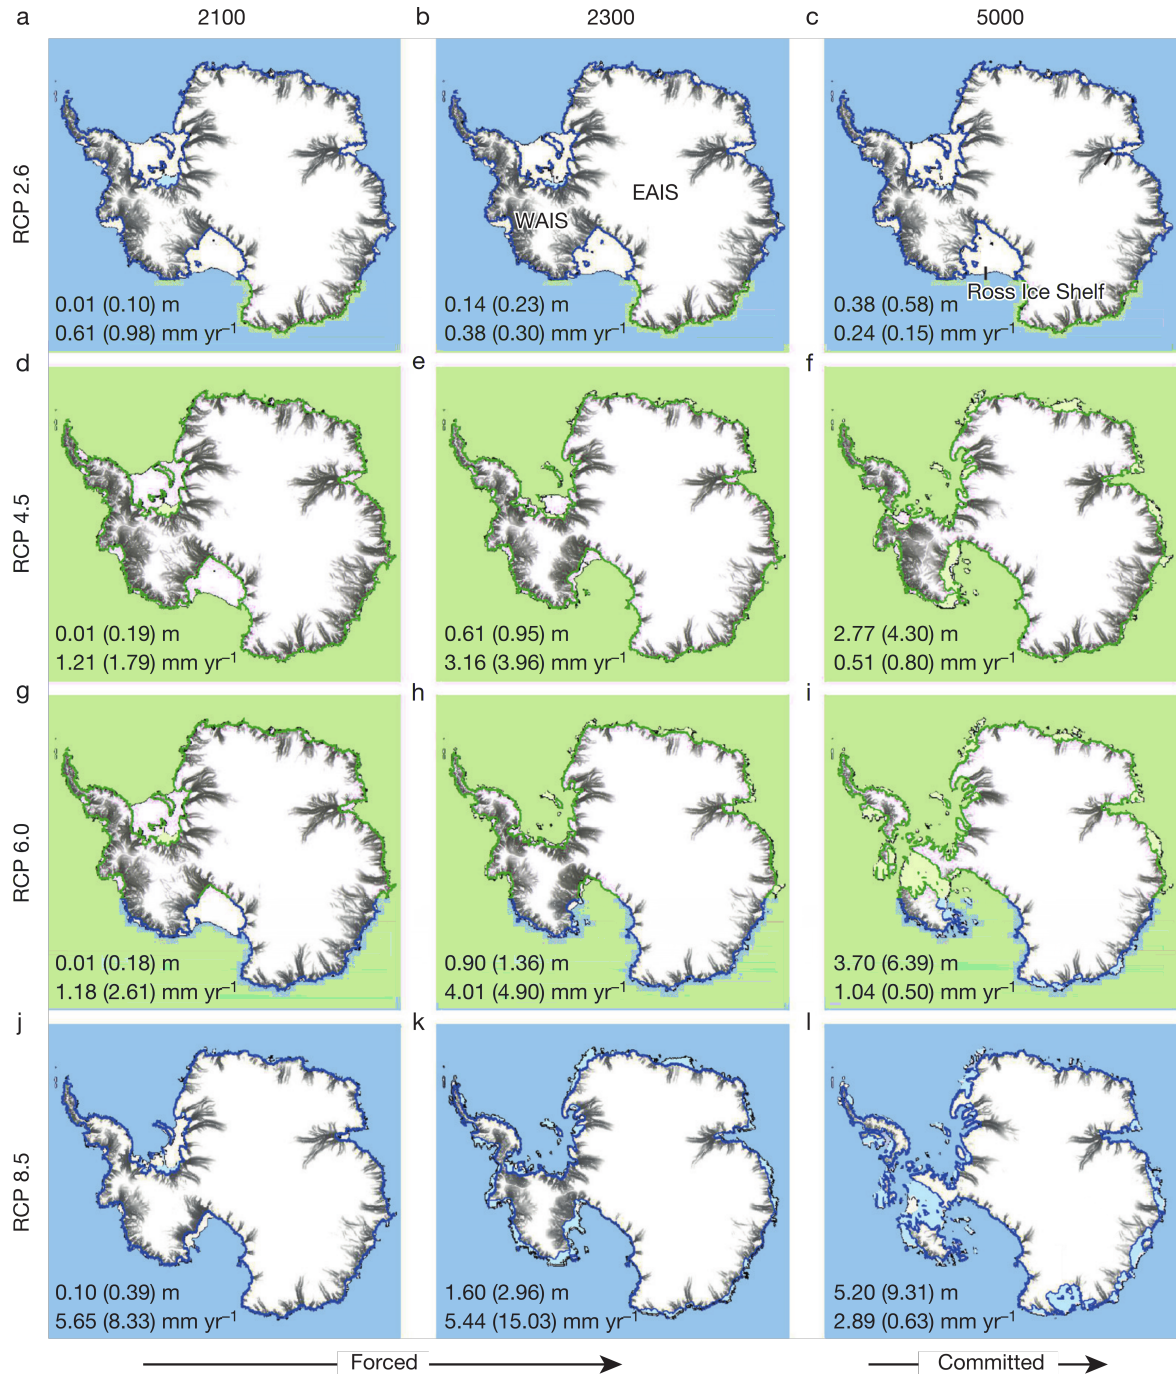 a 2100 b 2300 c 5000
RCP 2.6
EAIS
WAIS
Ross Ice Shelf
0.01 (0.10) m
0.61 (0.98) mm yr⁻¹
0.14 (0.23) m
0.38 (0.30) mm yr⁻¹
0.38 (0.58) m
0.24 (0.15) mm yr⁻¹
d e f
RCP 4.5
0.01 (0.19) m
1.21 (1.79) mm yr⁻¹
0.61 (0.95) m
3.16 (3.96) mm yr⁻¹
2.77 (4.30) m
0.51 (0.80) mm yr⁻¹
g h i
RCP 6.0
0.01 (0.18) m
1.18 (2.61) mm yr⁻¹
0.90 (1.36) m
4.01 (4.90) mm yr⁻¹
3.70 (6.39) m
1.04 (0.50) mm yr⁻¹
j k l
RCP 8.5
0.10 (0.39) m
5.65 (8.33) mm yr⁻¹
1.60 (2.96) m
5.44 (15.03) mm yr⁻¹
5.20 (9.31) m
2.89 (0.63) mm yr⁻¹
Forced Committed